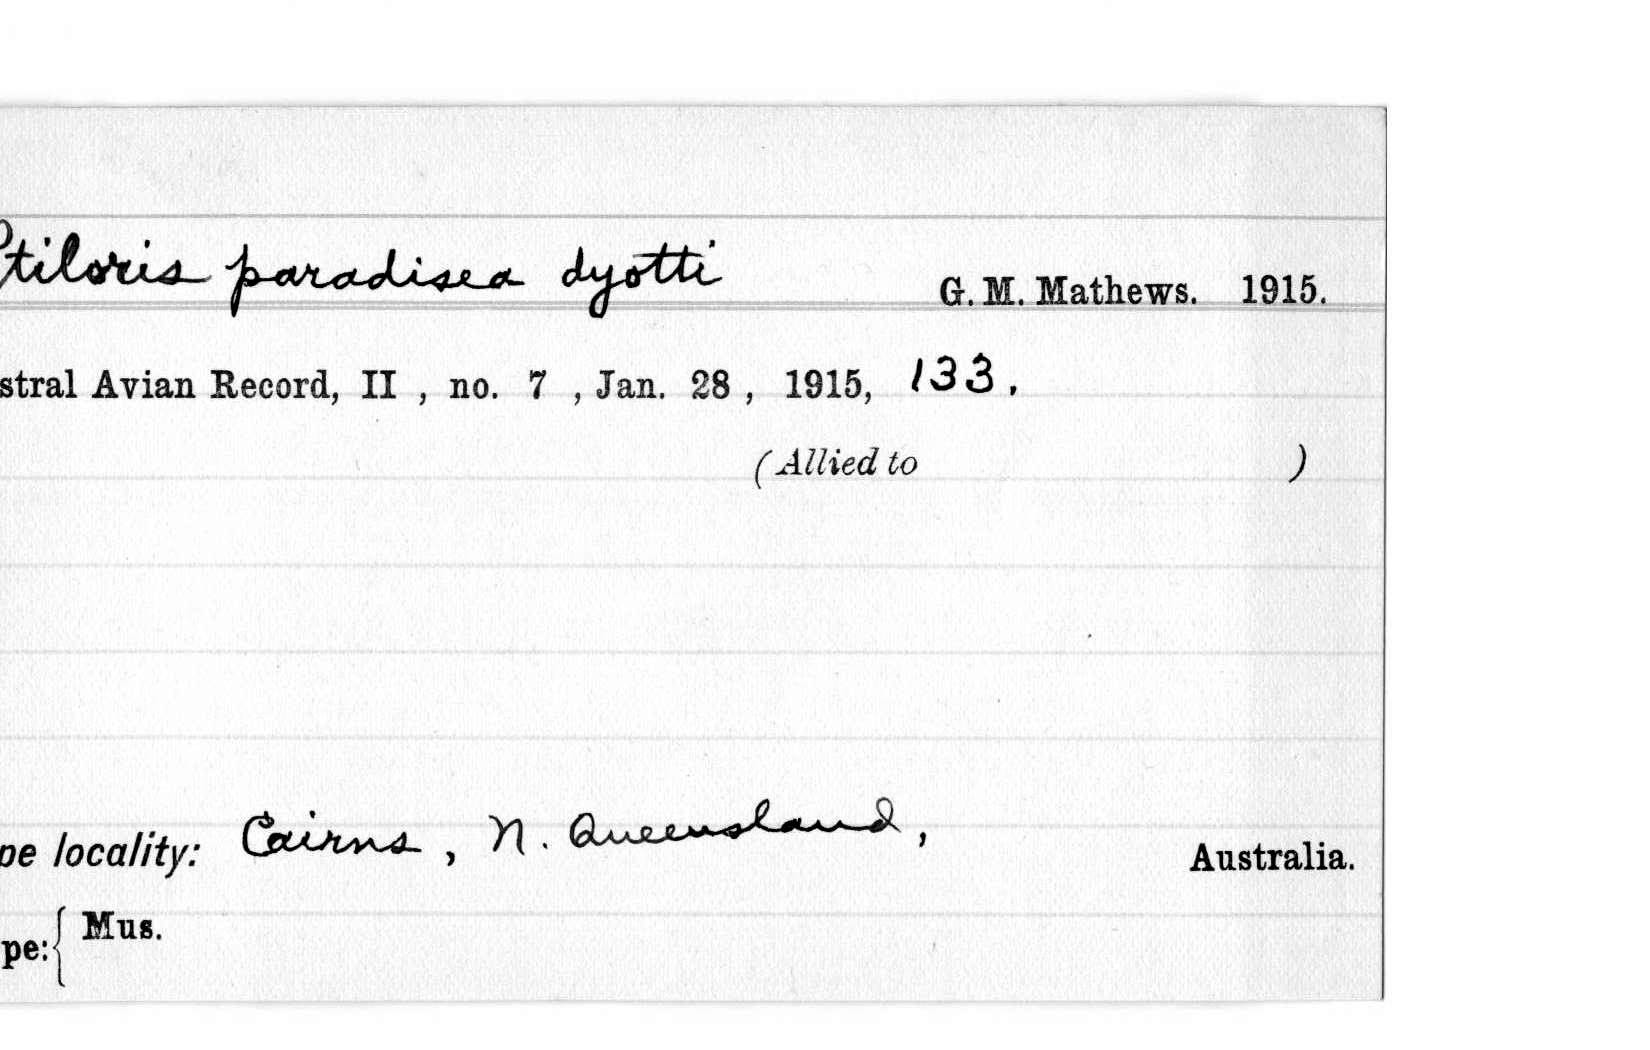 Ptiloris paradisea dyotti G. M. Mathews. 1915.
stral Avian Record, II , no. 7 , Jan. 28 , 1915, 133.
(Allied to )
pe locality: Cairns, N. Queensland, Australia.
pe: { Mus.